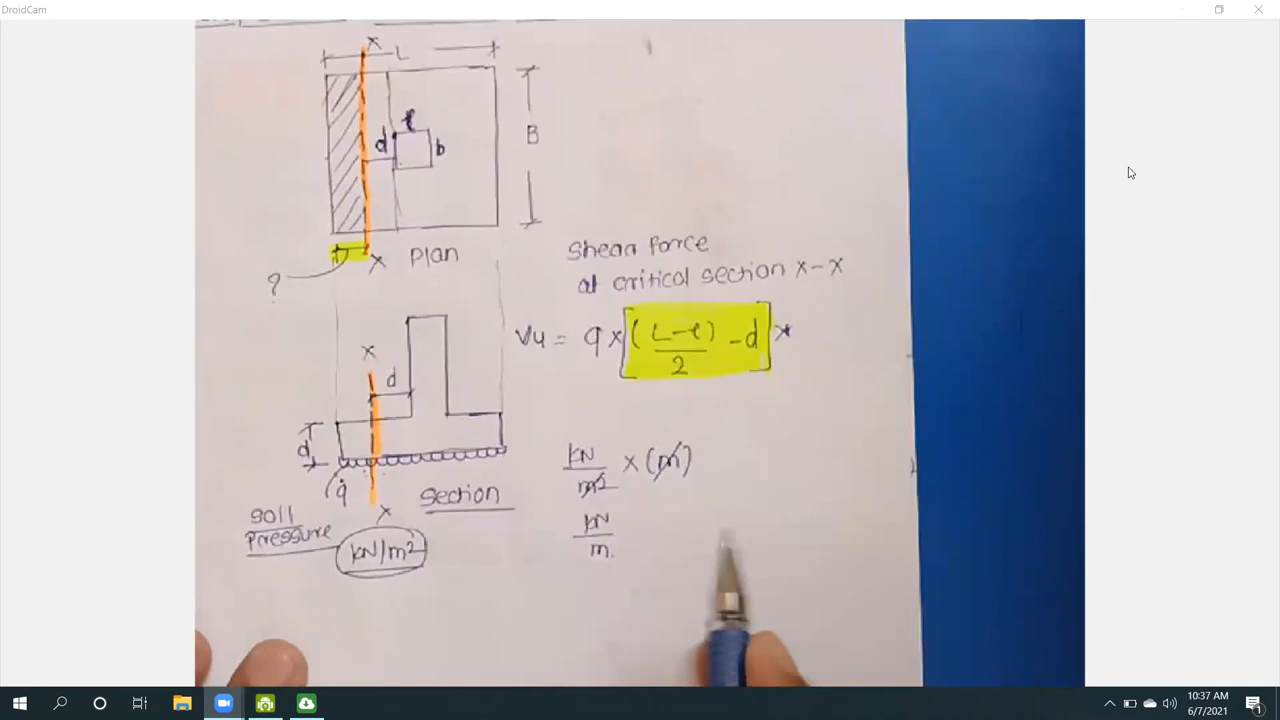 DroidCam
x
L
d
l
b
B
x
plan
?
Shear force
at critical section x-x
Vu = q x [ (L-l)/2 - d ] x
x
d
d
q
x
section
soil
pressure
kN/m2
kN/m2 x (m)
kN/m
10:37 AM
6/7/2021
1